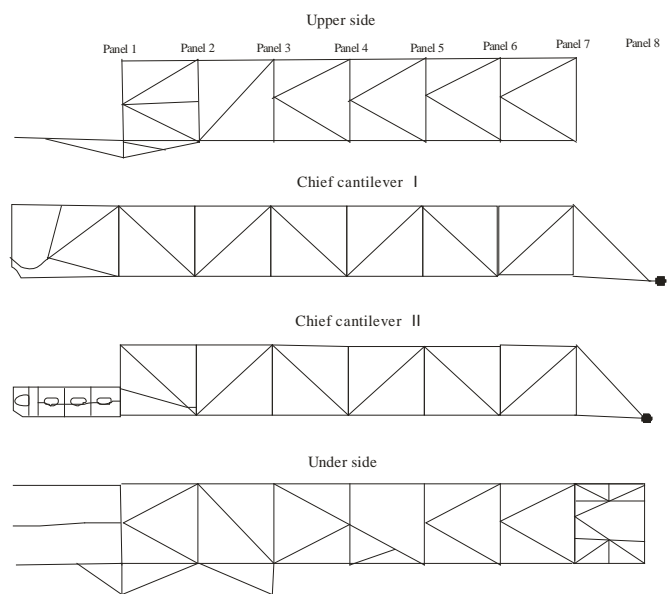 Upper side
Panel 1 Panel 2 Panel 3 Panel 4 Panel 5 Panel 6 Panel 7 Panel 8
Chief cantilever I
Chief cantilever II
Under side